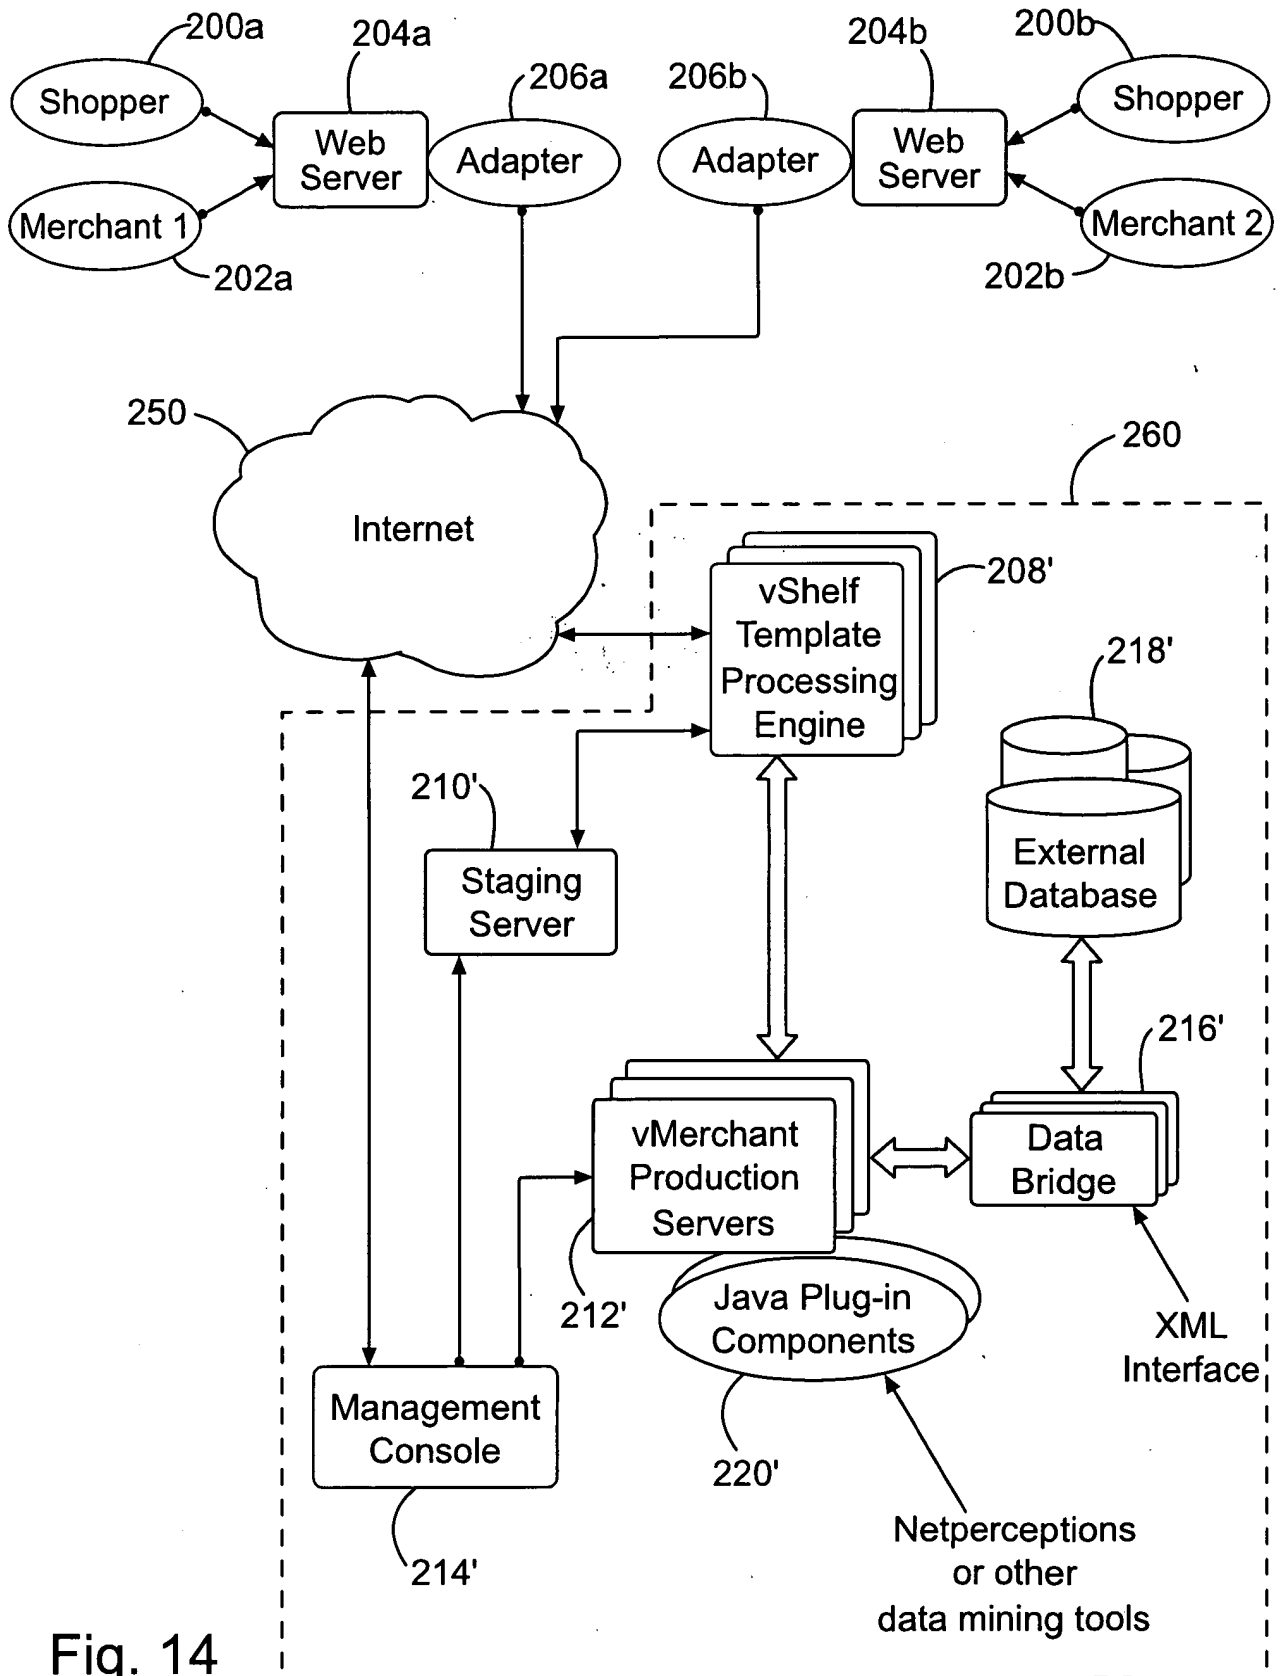 200a
204a
204b
200b
206a
206b
Shopper
Web
Server
Adapter
Adapter
Web
Server
Shopper
Merchant 1
Merchant 2
202a
202b
250
260
Internet
vShelf
Template
Processing
Engine
208'
218'
210'
Staging
Server
External
Database
216'
vMerchant
Production
Servers
Data
Bridge
212'
Java Plug-in
Components
XML
Interface
Management
Console
220'
214'
Netperceptions
or other
data mining tools
Fig. 14